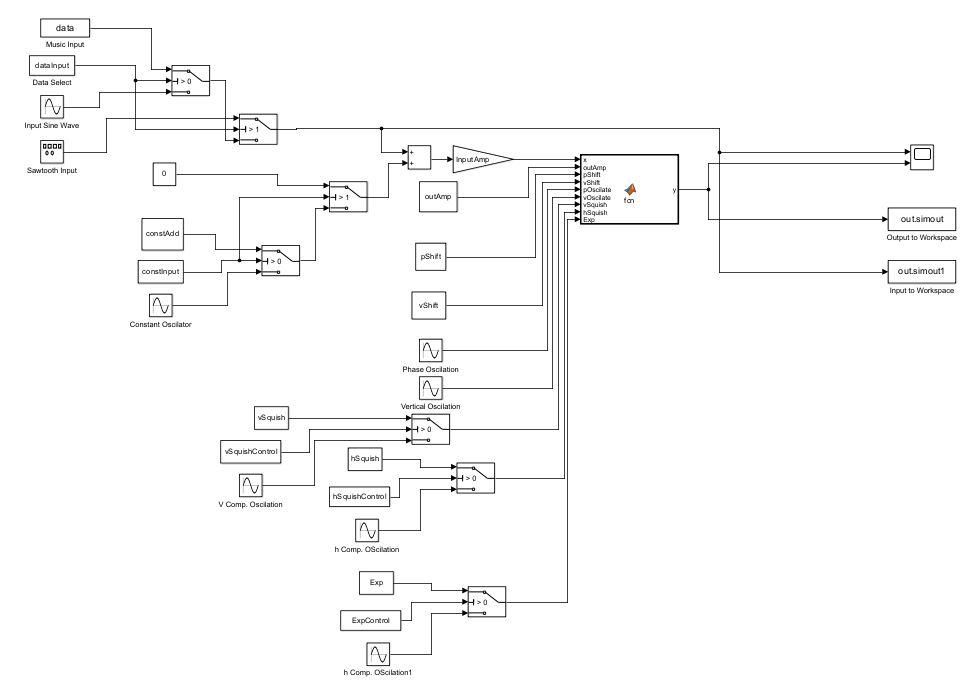 data
Music Input
dataInput
Data Select
> 0
Input Sine Wave
> 1
Sawtooth Input
0
> 1
+
+
InputAmp
outAmp
x
outAmp
pShift
vShift
pOscilate
vOscilate
vSquish
hSquish
Exp
fcn
y
out.simout
Output to Workspace
out.simout1
Input to Workspace
constAdd
> 0
constInput
Constant Oscilator
pShift
vShift
Phase Oscilation
Vertical Oscilation
vSquish
> 0
vSquishControl
V Comp. Oscilation
hSquish
> 0
hSquishControl
h Comp. OScilation
Exp
> 0
ExpControl
h Comp. OScilation1